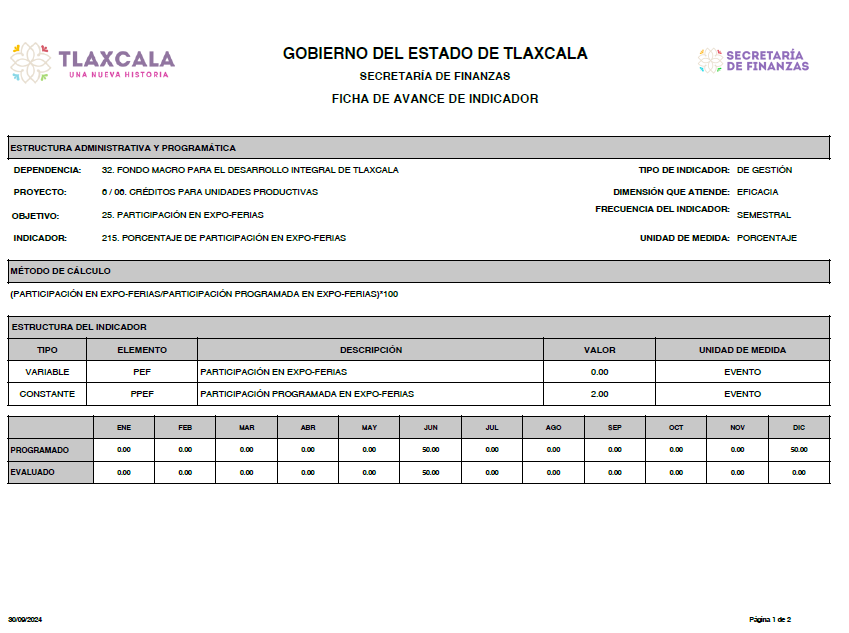 TLAXCALA
UNA NUEVA HISTORIA
GOBIERNO DEL ESTADO DE TLAXCALA
SECRETARÍA DE FINANZAS
FICHA DE AVANCE DE INDICADOR
SECRETARÍA
DE FINANZAS
ESTRUCTURA ADMINISTRATIVA Y PROGRAMÁTICA
DEPENDENCIA: 32. FONDO MACRO PARA EL DESARROLLO INTEGRAL DE TLAXCALA TIPO DE INDICADOR: DE GESTIÓN
PROYECTO: 6 / 06. CRÉDITOS PARA UNIDADES PRODUCTIVAS DIMENSIÓN QUE ATIENDE: EFICACIA
OBJETIVO: 25. PARTICIPACIÓN EN EXPO-FERIAS FRECUENCIA DEL INDICADOR: SEMESTRAL
INDICADOR: 215. PORCENTAJE DE PARTICIPACIÓN EN EXPO-FERIAS UNIDAD DE MEDIDA: PORCENTAJE
MÉTODO DE CÁLCULO
(PARTICIPACIÓN EN EXPO-FERIAS/PARTICIPACIÓN PROGRAMADA EN EXPO-FERIAS)*100
ESTRUCTURA DEL INDICADOR
TIPO ELEMENTO DESCRIPCIÓN VALOR UNIDAD DE MEDIDA
VARIABLE PEF PARTICIPACIÓN EN EXPO-FERIAS 0.00 EVENTO
CONSTANTE PPEF PARTICIPACIÓN PROGRAMADA EN EXPO-FERIAS 2.00 EVENTO
ENE FEB MAR ABR MAY JUN JUL AGO SEP OCT NOV DIC
PROGRAMADO 0.00 0.00 0.00 0.00 0.00 50.00 0.00 0.00 0.00 0.00 0.00 50.00
EVALUADO 0.00 0.00 0.00 0.00 0.00 50.00 0.00 0.00 0.00 0.00 0.00 0.00
30/09/2024 Página 1 de 2